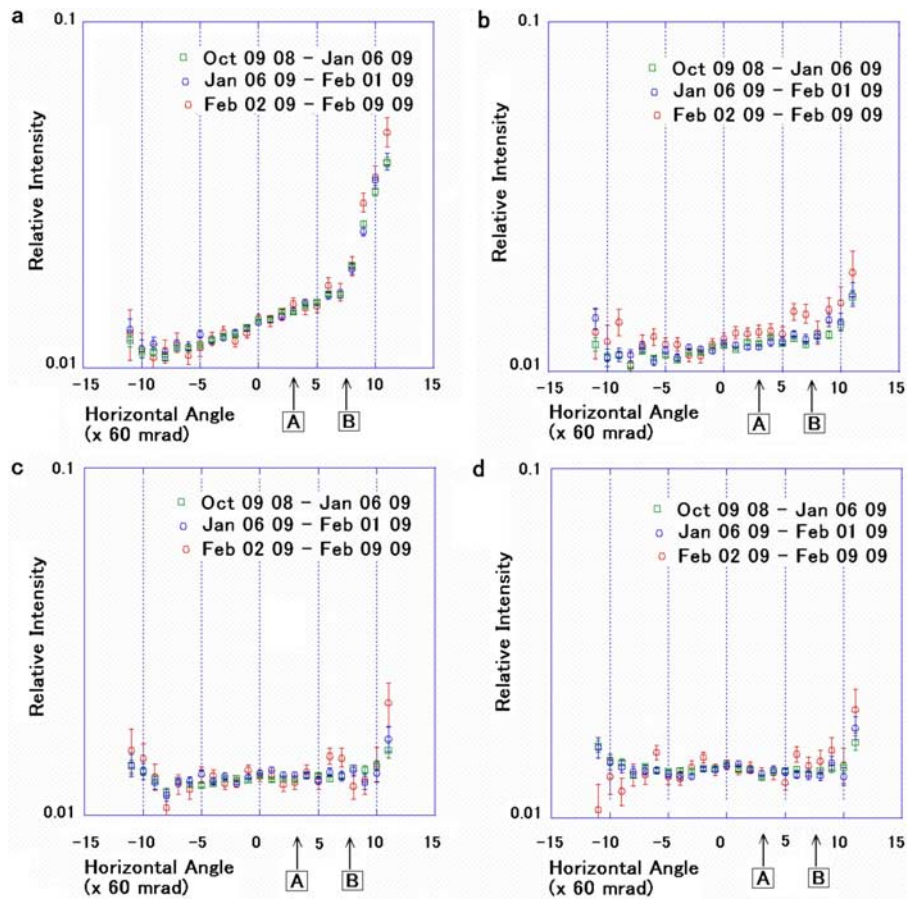 a
0.1
Oct 09 08 – Jan 06 09
Jan 06 09 – Feb 01 09
Feb 02 09 – Feb 09 09
Relative Intensity
0.01
−15 −10 −5 0 5 10 15
Horizontal Angle
(x 60 mrad)
A
B
b
0.1
Oct 09 08 – Jan 06 09
Jan 06 09 – Feb 01 09
Feb 02 09 – Feb 09 09
Relative Intensity
0.01
−15 −10 −5 0 5 10 15
Horizontal Angle
(x 60 mrad)
A
B
c
0.1
Oct 09 08 – Jan 06 09
Jan 06 09 – Feb 01 09
Feb 02 09 – Feb 09 09
Relative Intensity
0.01
−15 −10 −5 0 5 10 15
Horizontal Angle
(x 60 mrad)
A
B
d
0.1
Oct 09 08 – Jan 06 09
Jan 06 09 – Feb 01 09
Feb 02 09 – Feb 09 09
Relative Intensity
0.01
−15 −10 −5 0 5 10 15
Horizontal Angle
(x 60 mrad)
A
B